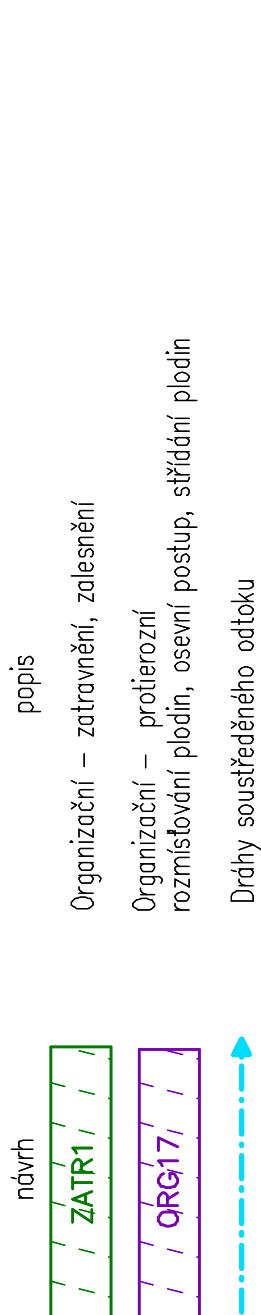 návrh popis
ZATR1 Organizační – zatravnění, zalesnění
ORG17 Organizační – protierozní
rozmísťování plodin, osevní postup, střídání plodin
Dráhy soustředěného odtoku